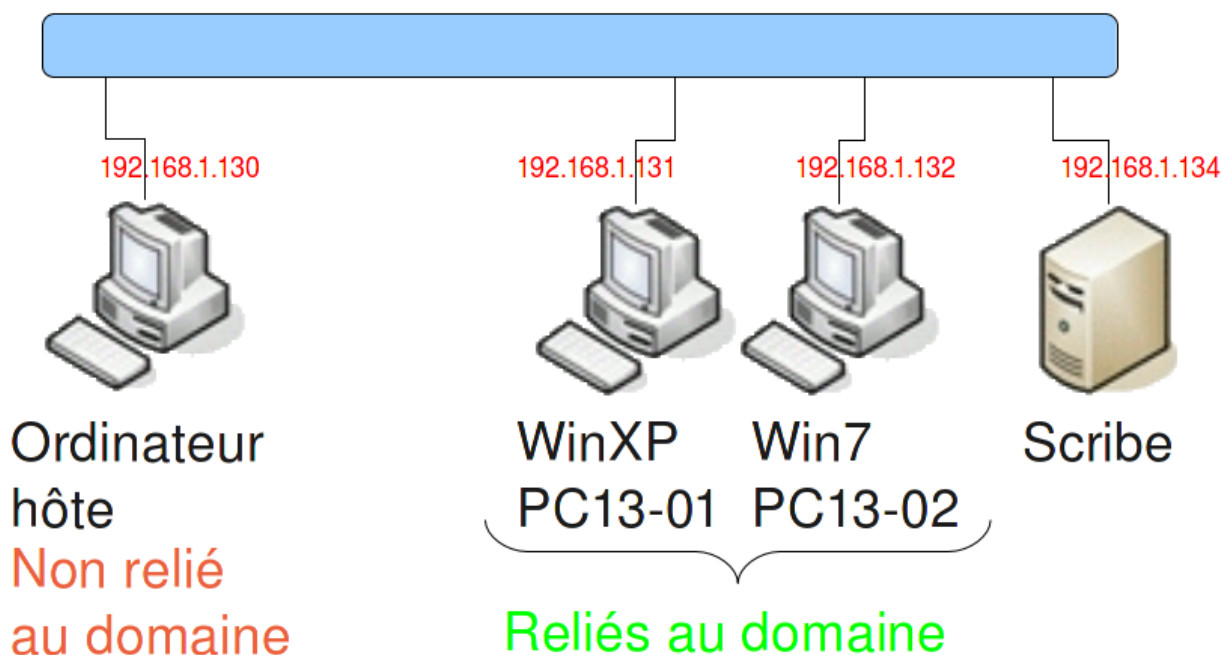 192.168.1.130
192.168.1.131
192.168.1.132
192.168.1.134
Ordinateur
hôte
Non relié
au domaine
WinXP
PC13-01
Win7
PC13-02
Scribe
Reliés au domaine